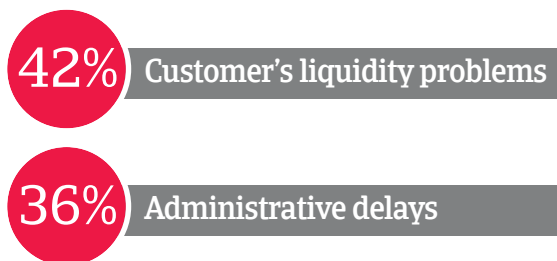 42% Customer’s liquidity problems
36% Administrative delays